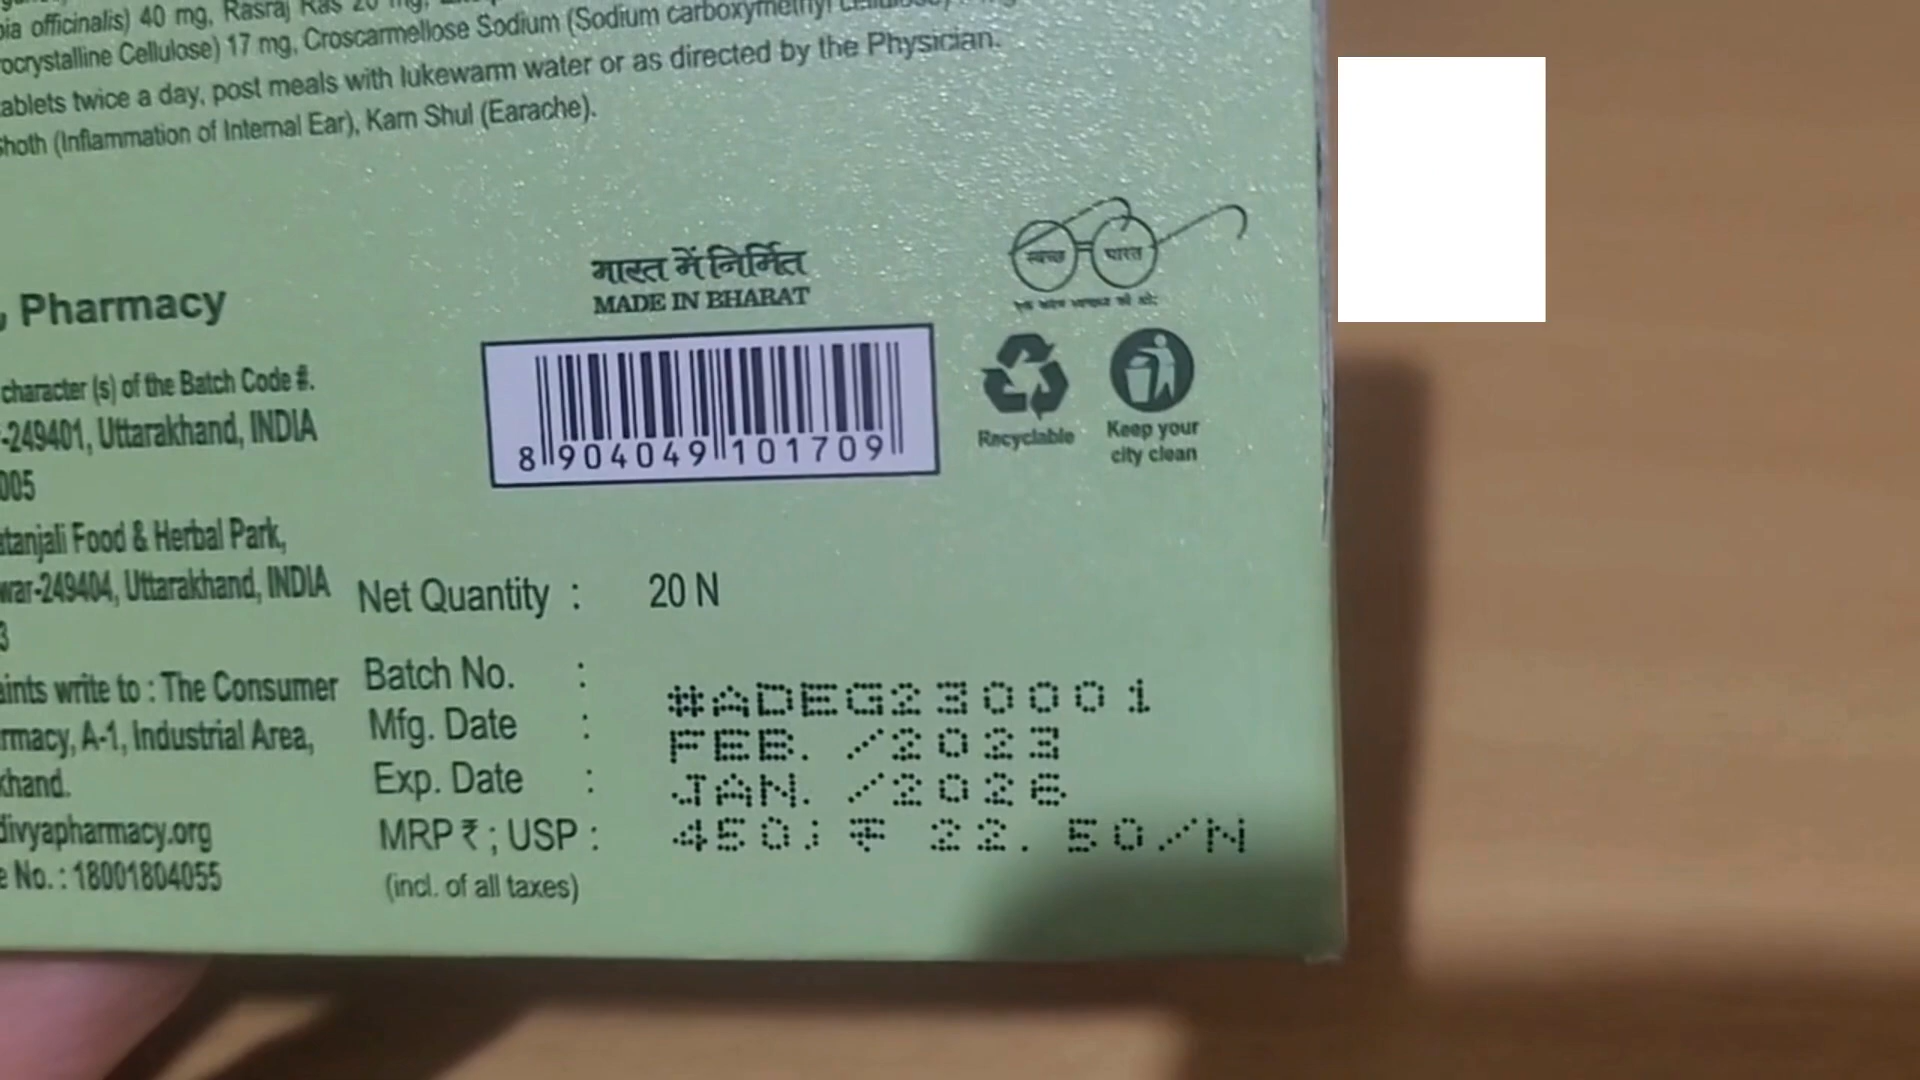 officinalis) 40 mg, Rasraj Ras 20 mg,
ocrystalline Cellulose) 17 mg, Croscarmellose Sodium (Sodium carboxymethyl
ablets twice a day, post meals with lukewarm water or as directed by the Physician.
hoth (Inflammation of Internal Ear), Karn Shul (Earache).
स्वच्छ भारत
भारत में निर्मित
MADE IN BHARAT
Pharmacy
8 904049 101709
Recyclable
Keep your
city clean
character (s) of the Batch Code #.
-249401, Uttarakhand, INDIA
005
tanjali Food & Herbal Park,
war-249404, Uttarakhand, INDIA
3
aints write to : The Consumer
rmacy, A-1, Industrial Area,
khand.
divyapharmacy.org
e No. : 18001804055
Net Quantity : 20 N
Batch No. : #ADEG230001
Mfg. Date : FEB. /2023
Exp. Date : JAN. /2026
MRP ₹ ; USP : 450; ₹ 22. 50/N
(incl. of all taxes)